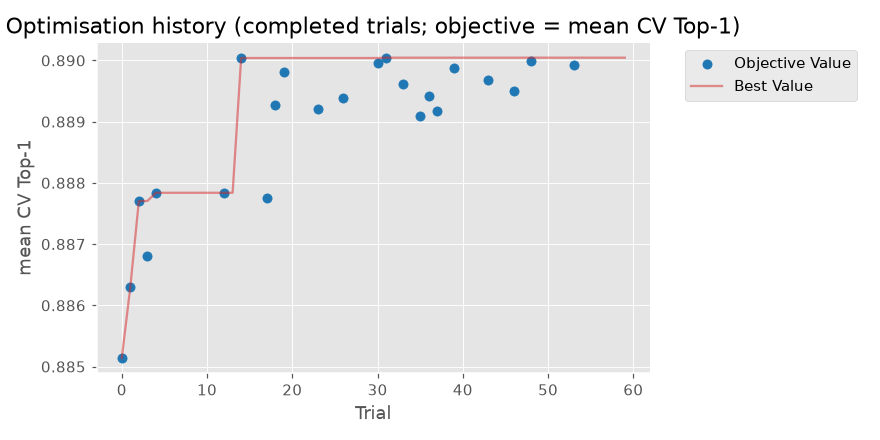 Optimisation history (completed trials; objective = mean CV Top-1)
Objective Value
Best Value
mean CV Top-1
0.890
0.889
0.888
0.887
0.886
0.885
0
10
20
30
40
50
60
Trial